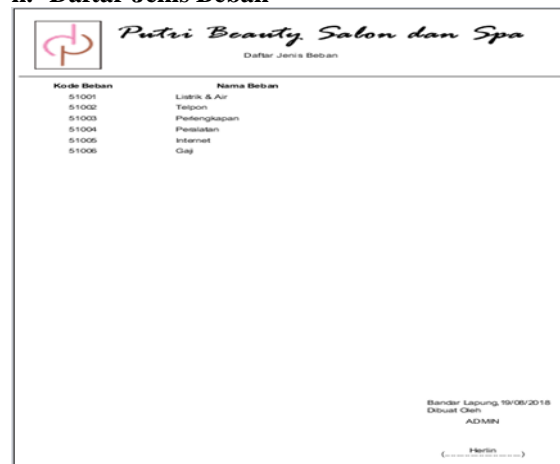 Daftar Jenis Beban
Putri Beauty Salon dan Spa
Daftar Jenis Beban
Kode Beban Nama Beban
51001 Listrik & Air
51002 Telpon
51003 Perlengkapan
51004 Peralatan
51005 Internet
51006 Gaji
Bandar Lapung,19/08/2018
Dibuat Oleh
ADMIN
Herlin
(____________)